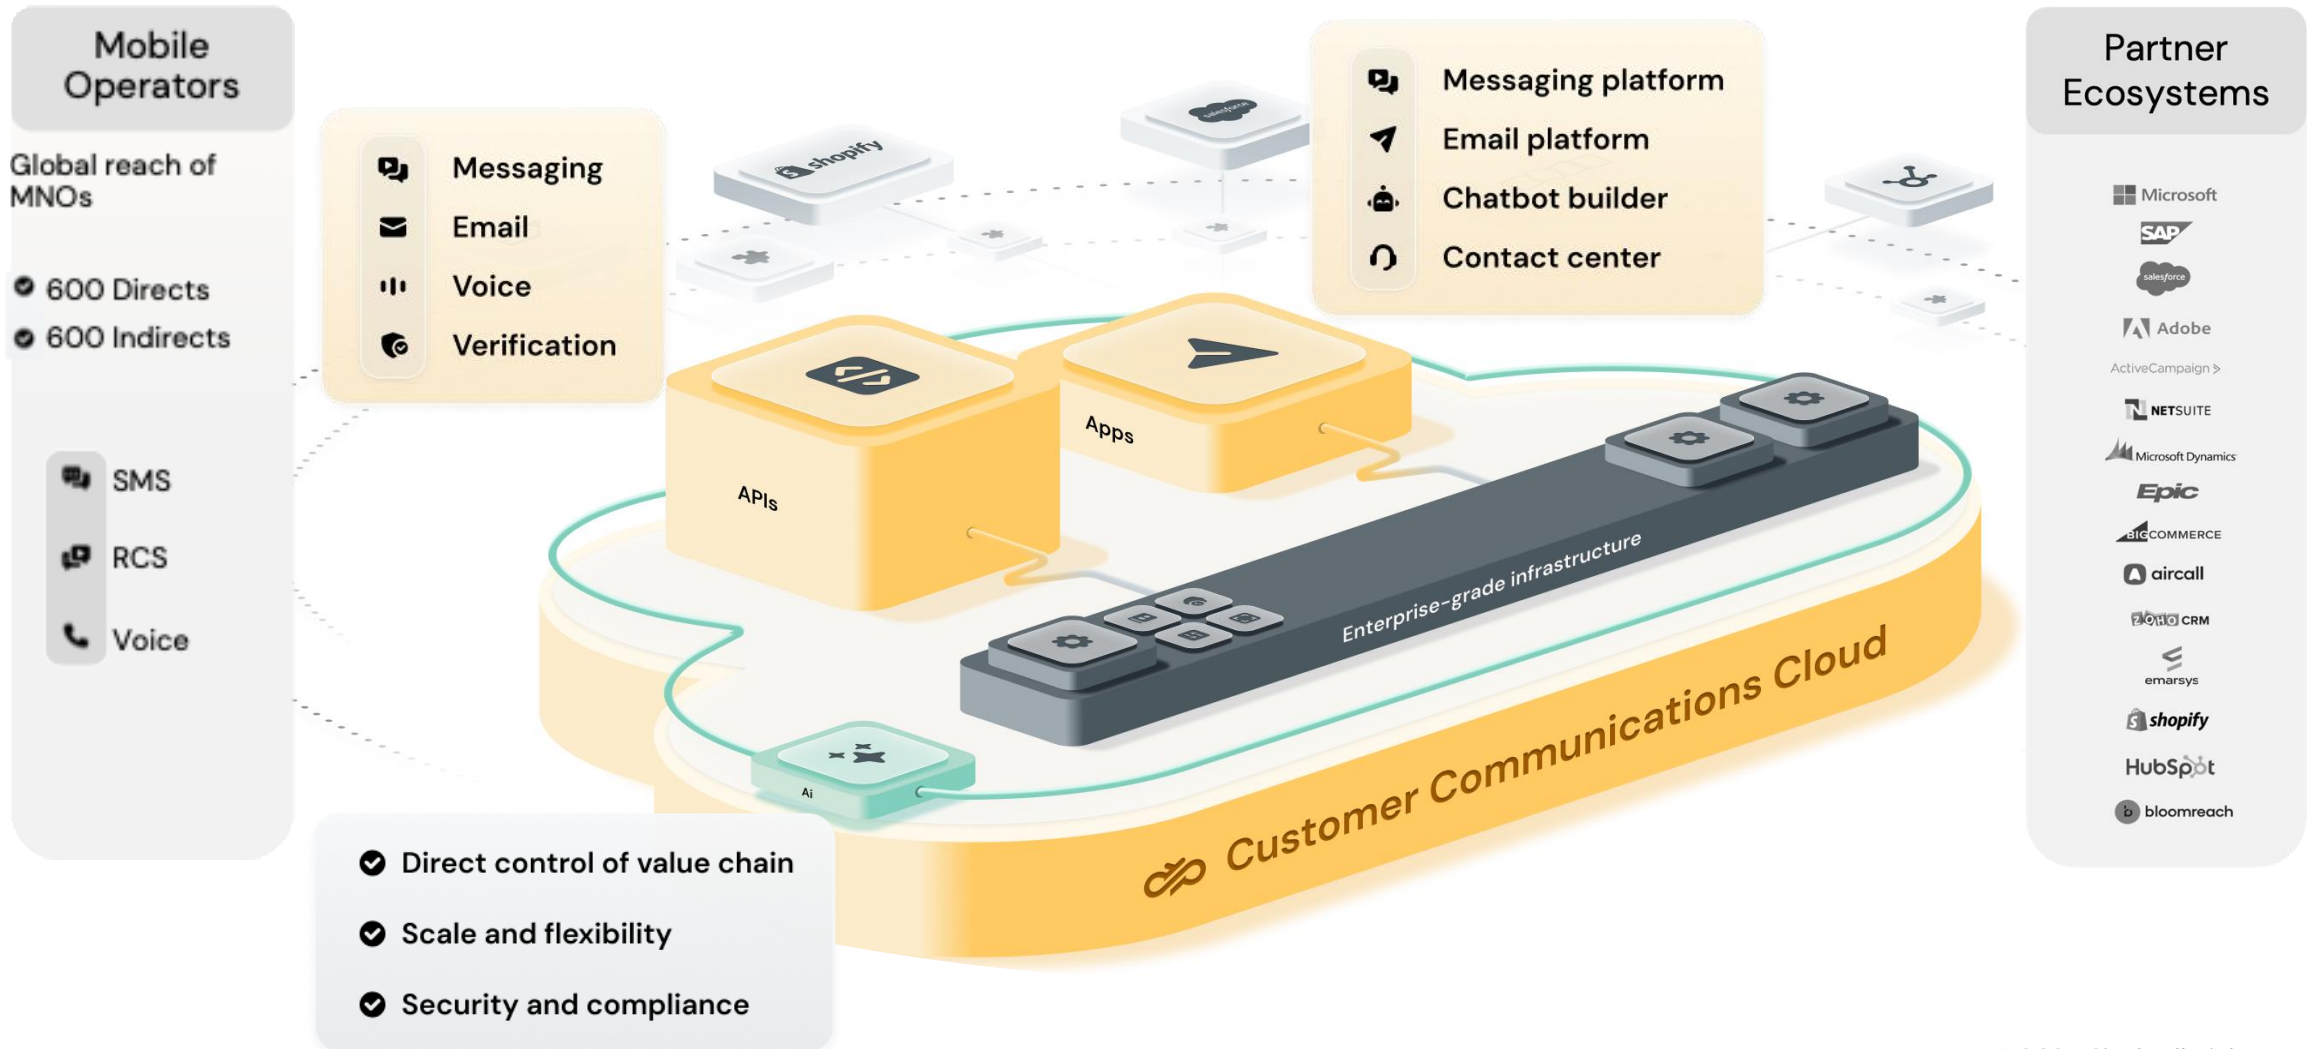 Mobile
Operators
Global reach of
MNOs
600 Directs
600 Indirects
SMS
RCS
Voice
Messaging
Email
Voice
Verification
shopify
salesforce
Messaging platform
Email platform
Chatbot builder
Contact center
APIs
Apps
Enterprise-grade infrastructure
Ai
Customer Communications Cloud
Direct control of value chain
Scale and flexibility
Security and compliance
Partner
Ecosystems
Microsoft
SAP
salesforce
Adobe
ActiveCampaign >
NETSUITE
Microsoft Dynamics
Epic
BIGCOMMERCE
aircall
ZOHO CRM
emarsys
shopify
HubSpot
bloomreach